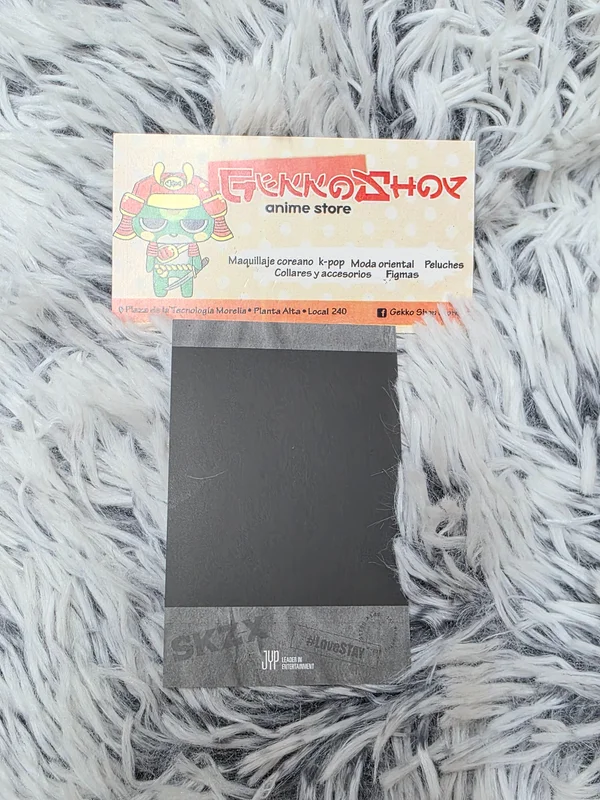 GEKKOSHOP
anime store
Maquillaje coreano k-pop Moda oriental Peluches
Collares y accesorios Figmas
Plaza de la Tecnología Morelia • Planta Alta • Local 240
Gekko Shop
SKZX
#LoveSTAY
JYP LEADER IN
ENTERTAINMENT